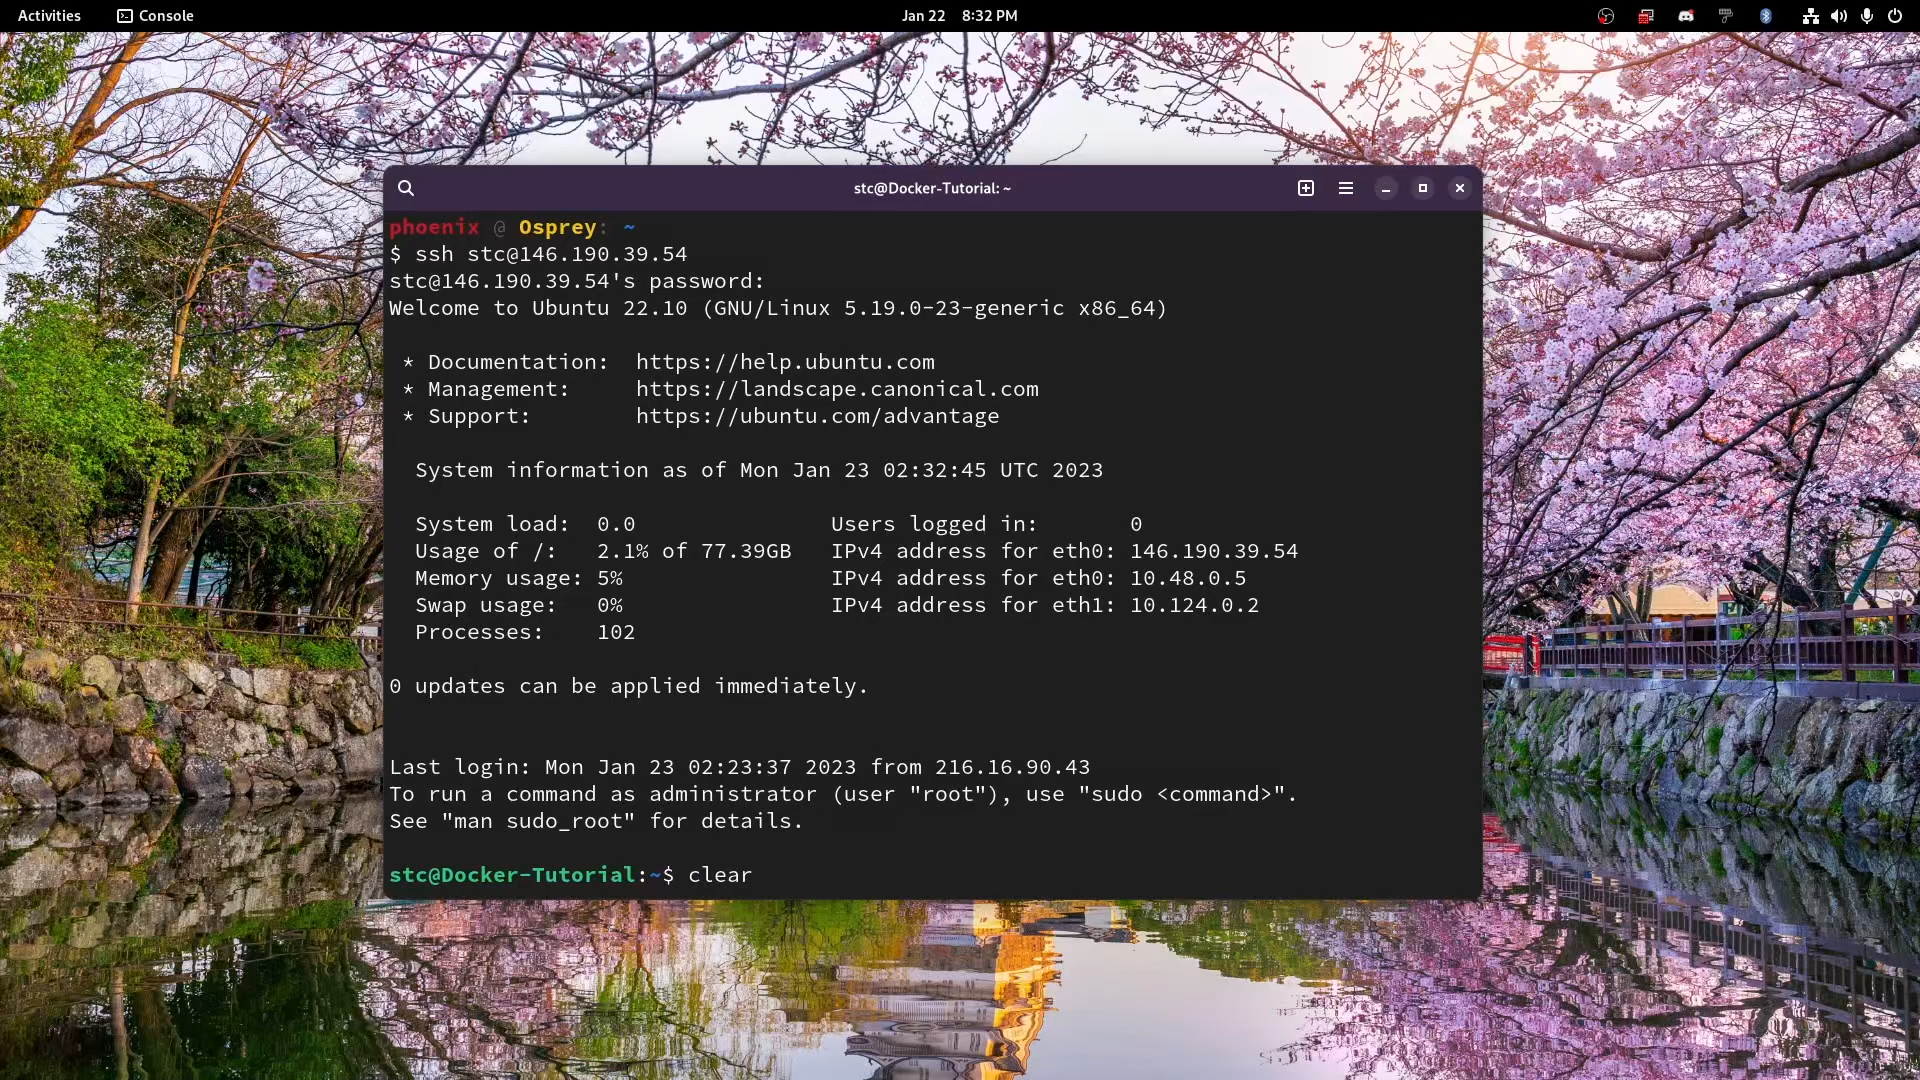 Activities Console Jan 22 8:32 PM
stc@Docker-Tutorial: ~
phoenix @ Osprey: ~
$ ssh stc@146.190.39.54
stc@146.190.39.54's password:
Welcome to Ubuntu 22.10 (GNU/Linux 5.19.0-23-generic x86_64)
* Documentation: https://help.ubuntu.com
* Management: https://landscape.canonical.com
* Support: https://ubuntu.com/advantage
System information as of Mon Jan 23 02:32:45 UTC 2023
System load: 0.0 Users logged in: 0
Usage of /: 2.1% of 77.39GB IPv4 address for eth0: 146.190.39.54
Memory usage: 5% IPv4 address for eth0: 10.48.0.5
Swap usage: 0% IPv4 address for eth1: 10.124.0.2
Processes: 102
0 updates can be applied immediately.
Last login: Mon Jan 23 02:23:37 2023 from 216.16.90.43
To run a command as administrator (user "root"), use "sudo <command>".
See "man sudo_root" for details.
stc@Docker-Tutorial:~$ clear